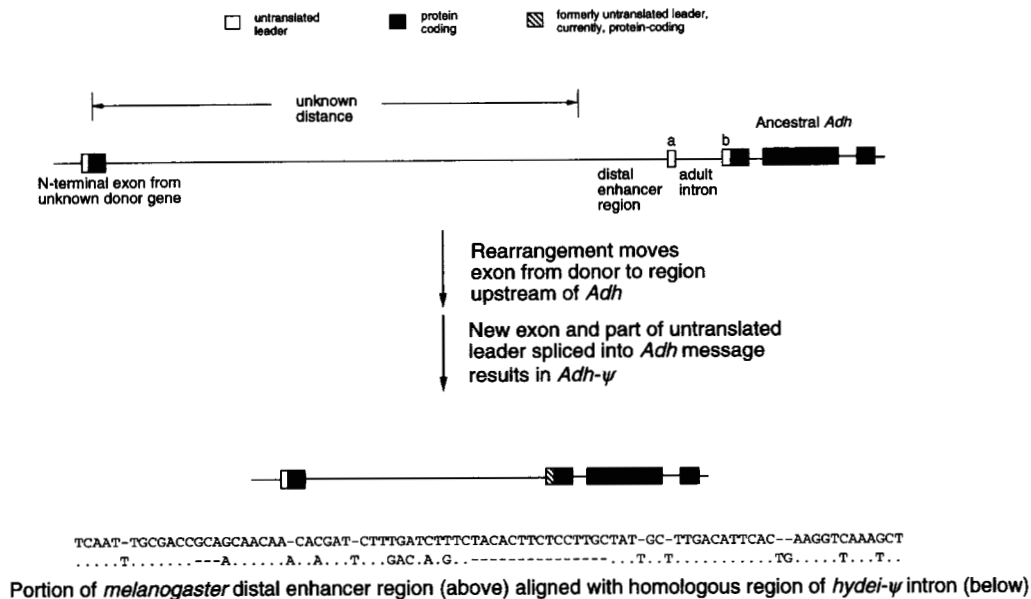 untranslated
leader
protein
coding
formerly untranslated leader,
currently, protein-coding
unknown
distance
Ancestral Adh
a
b
N-terminal exon from
unknown donor gene
distal
enhancer
region
adult
intron
Rearrangement moves
exon from donor to region
upstream of Adh
New exon and part of untranslated
leader spliced into Adh message
results in Adh-ψ
TCAAT-TGCGACCGCAGCAACAA-CACGAT-CTTTGATCTTTCTACACTTCTCCTTGCTAT-GC-TTGACATTCAC--AAGGTCAAAGCT
.....T.......---A......A..A...T...GAC.A.G..----------------...T..T...........TG.....T...T..
Portion of melanogaster distal enhancer region (above) aligned with homologous region of hydei-ψ intron (below)